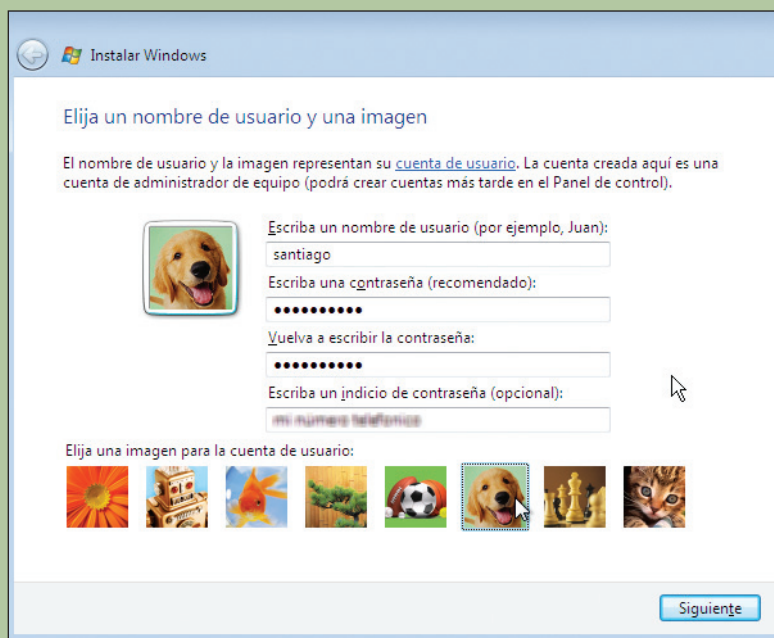 Instalar Windows
Elija un nombre de usuario y una imagen
El nombre de usuario y la imagen representan su cuenta de usuario. La cuenta creada aquí es una
cuenta de administrador de equipo (podrá crear cuentas más tarde en el Panel de control).
Escriba un nombre de usuario (por ejemplo, Juan):
santiago
Escriba una contraseña (recomendado):
••••••••••
Vuelva a escribir la contraseña:
••••••••••
Escriba un indicio de contraseña (opcional):
mi número telefonico
Elija una imagen para la cuenta de usuario:
Siguiente